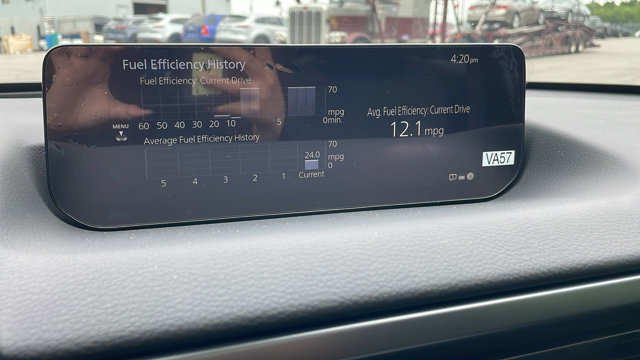 Fuel Efficiency History
4:20pm
Fuel Efficiency: Current Drive
70
mpg
MENU 60 50 40 30 20 10 5 0min.
Avg. Fuel Efficiency: Current Drive
12.1 mpg
Average Fuel Efficiency History
70
24.0 mpg
0
5 4 3 2 1 Current
VA57